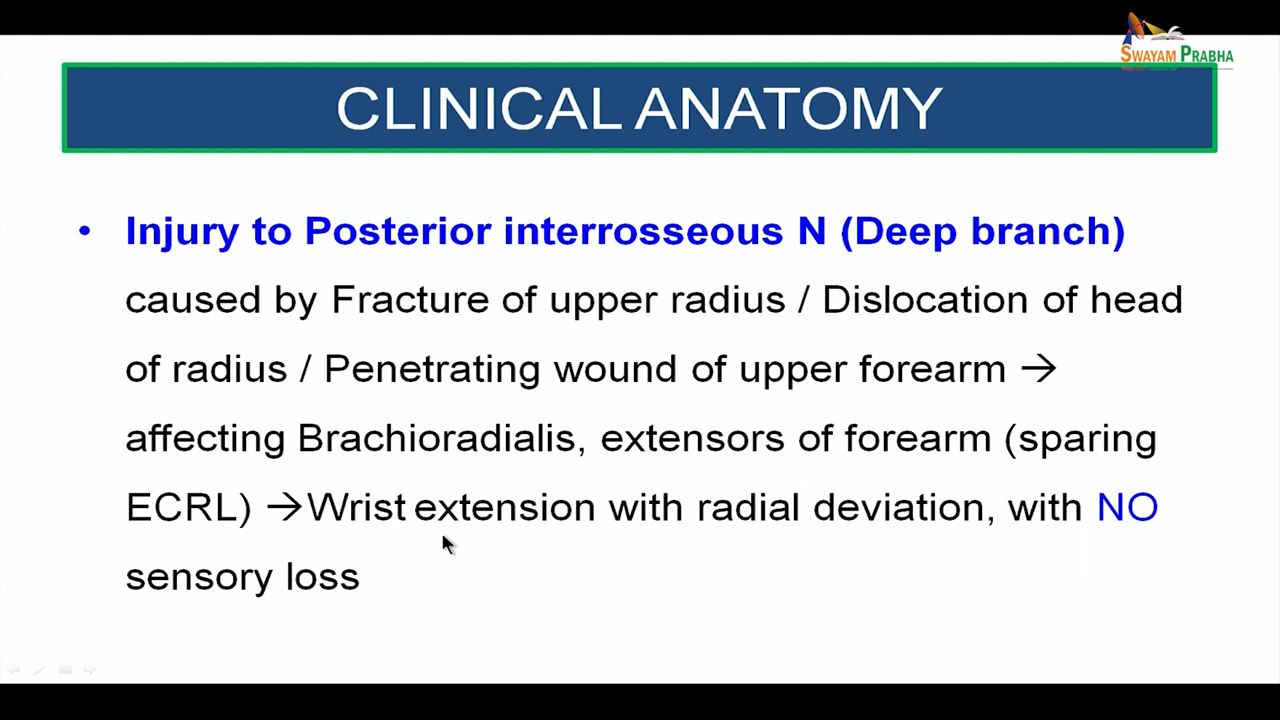 SWAYAM PRABHA
CLINICAL ANATOMY
• Injury to Posterior interrosseous N (Deep branch)
caused by Fracture of upper radius / Dislocation of head
of radius / Penetrating wound of upper forearm →
affecting Brachioradialis, extensors of forearm (sparing
ECRL) →Wrist extension with radial deviation, with NO
sensory loss